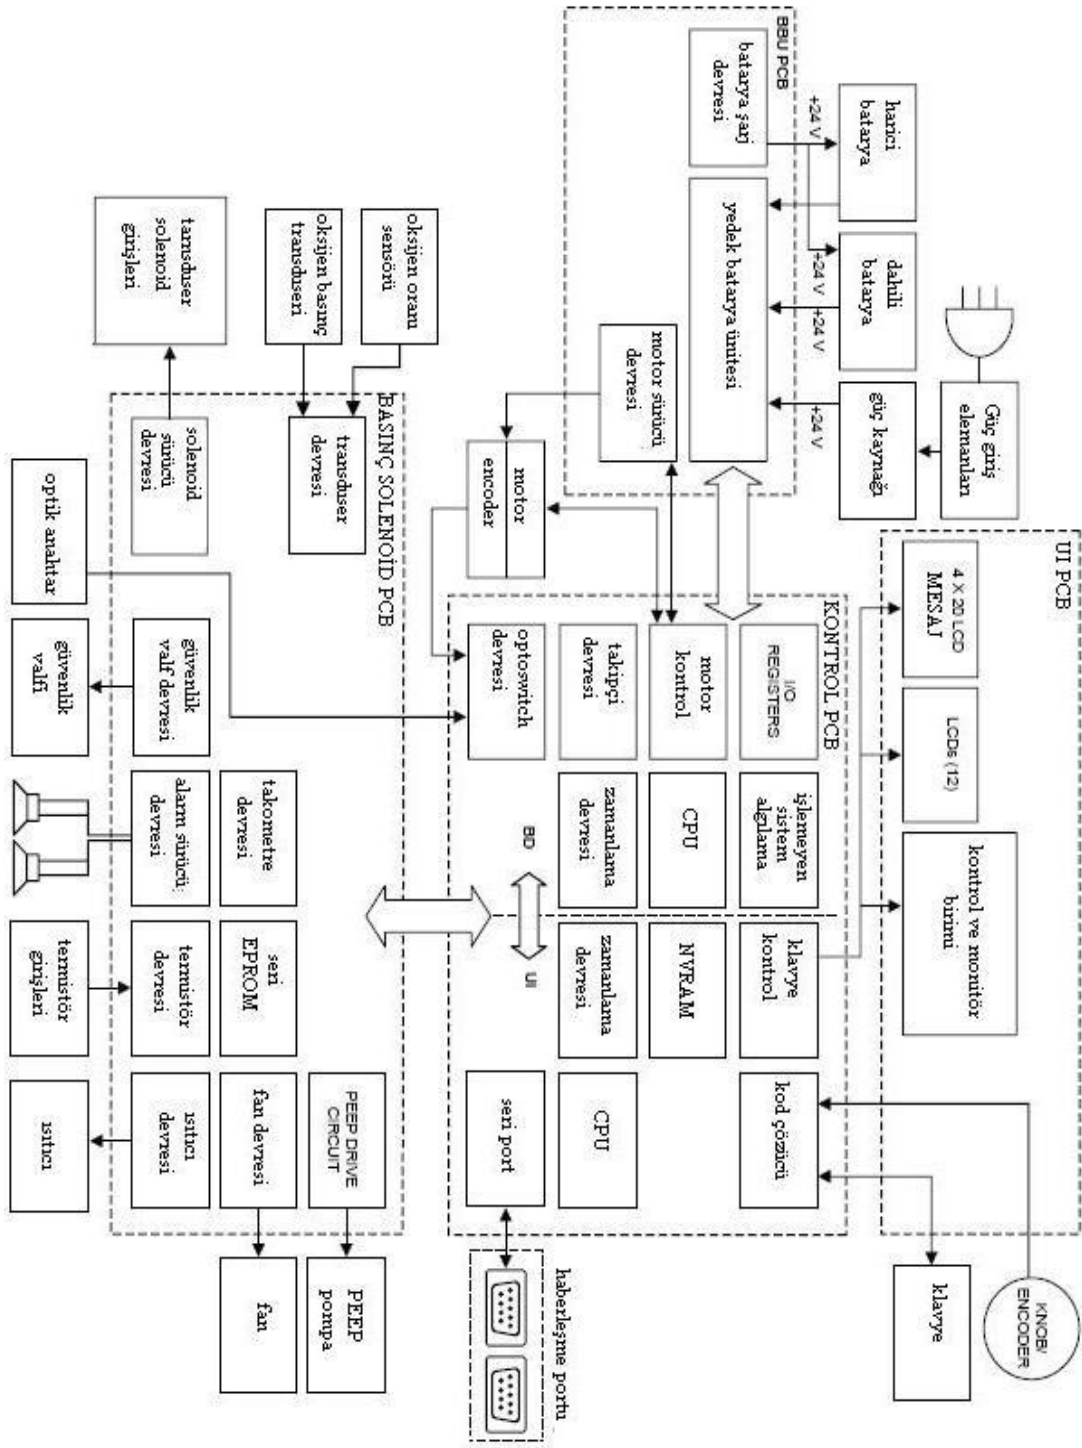 BBU PCB
batarya şarj
devresi
yedek batarya ünitesi
motor sürücü
devresi
harici
batarya
dahili
batarya
güç kaynağı
Güç giriş
elemanları
+24 V
+24 V
+24 V
+24 V
UI PCB
4 X 20 LCD
MESAJ
LCDs (12)
kontrol ve monitör
birimi
KNOB/
ENCODER
klavye
KONTROL PCB
I/O
REGISTERS
işlemeyen
sistem
algılama
klavye
kontrol
kod çözücü
motor
kontrol
CPU
NVRAM
takipçi
devresi
zamanlama
devresi
zamanlama
devresi
CPU
optoswitch
devresi
BD
UI
seri port
haberleşme portu
motor
encoder
oksijen oranı
sensörü
oksijen basınç
transduseri
tarnsduser
solenoid
girişleri
BASINÇ SOLENOİD PCB
transduser
devresi
solenoid
sürücü
devresi
güvenlik
valf devresi
takometre
devresi
alarm sürücü
devresi
seri
EPROM
termistör
devresi
PEEP DRIVE
CIRCUIT
fan devresi
ısıtıcı
devresi
optik anahtar
güvenlik
valfi
termistör
girişleri
ısıtıcı
fan
PEEP
pompa